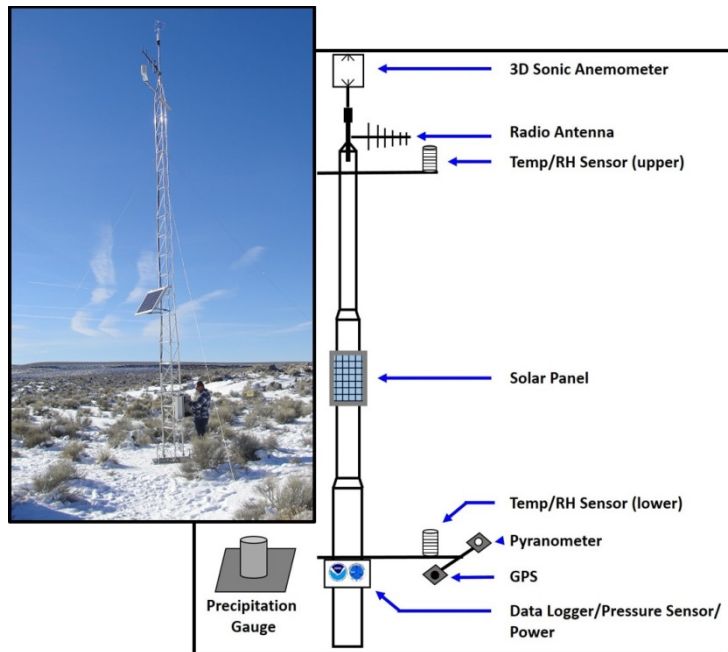 3D Sonic Anemometer
Radio Antenna
Temp/RH Sensor (upper)
Solar Panel
Temp/RH Sensor (lower)
Pyranometer
GPS
Data Logger/Pressure Sensor/
Power
Precipitation
Gauge